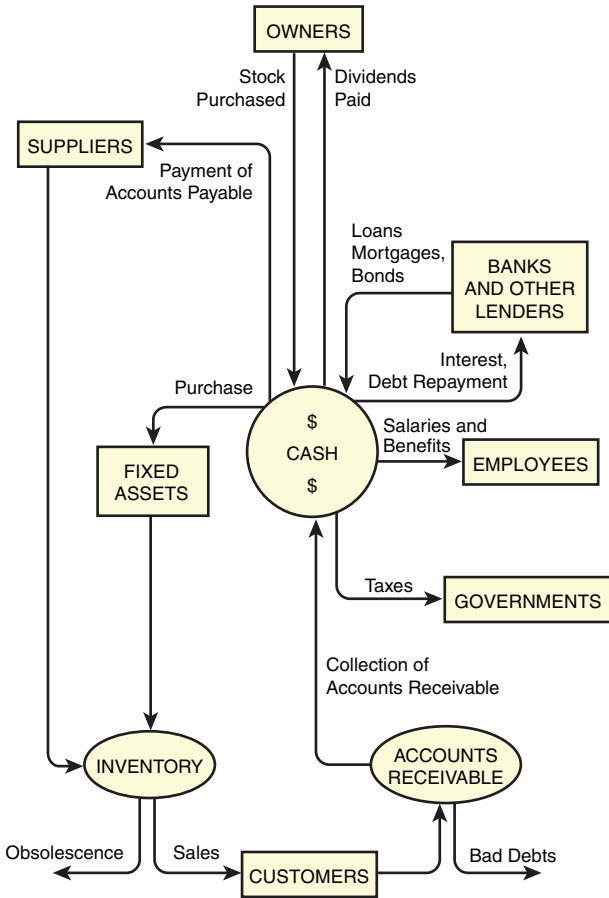 OWNERS
Stock
Purchased
Dividends
Paid
SUPPLIERS
Payment of
Accounts Payable
Loans
Mortgages,
Bonds
BANKS
AND OTHER
LENDERS
Interest,
Debt Repayment
Purchase
$
CASH
$
Salaries and
Benefits
EMPLOYEES
FIXED
ASSETS
Taxes
GOVERNMENTS
Collection of
Accounts Receivable
INVENTORY
ACCOUNTS
RECEIVABLE
Obsolescence
Sales
CUSTOMERS
Bad Debts